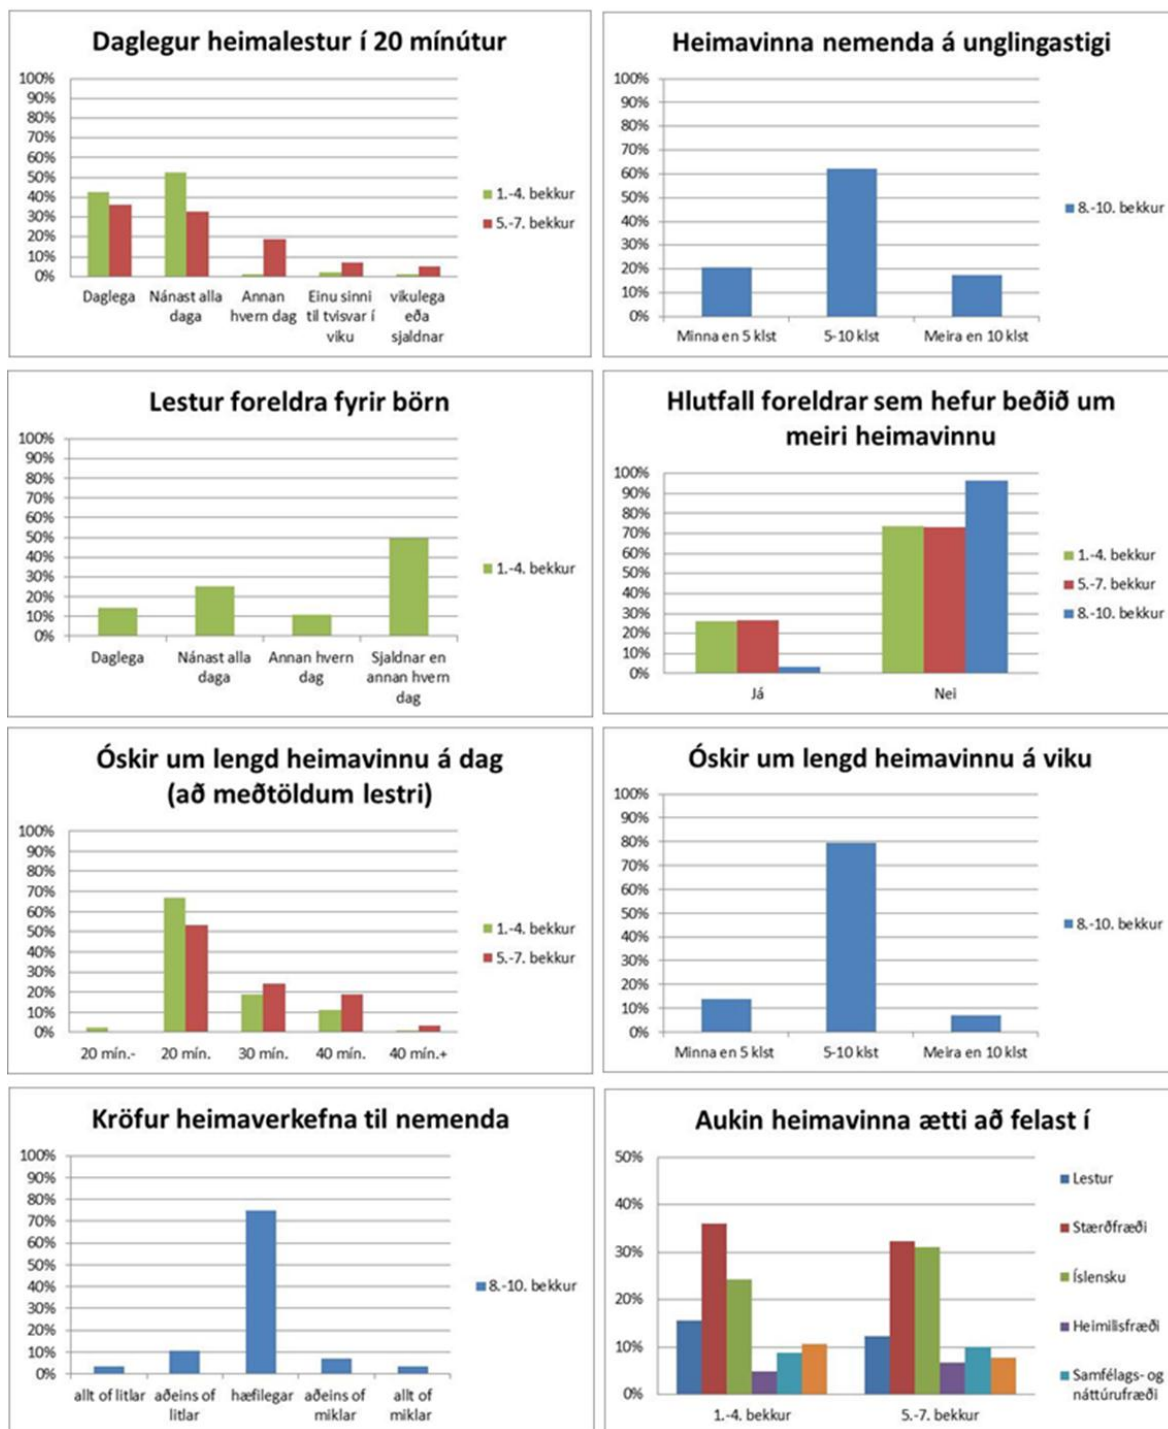 Daglegur heimalestur í 20 mínútur
100%
90%
80%
70%
60%
50%
40%
30%
20%
10%
0%
Daglega
Nánast alla
daga
Annan
hvern dag
Einu sinni
til tvisvar í
viku
vikulega
eða
sjaldnar
1.-4. bekkur
5.-7. bekkur
Heimavinna nemenda á unglingastigi
100%
90%
80%
70%
60%
50%
40%
30%
20%
10%
0%
Minna en 5 klst
5-10 klst
Meira en 10 klst
8.-10. bekkur
Lestur foreldra fyrir börn
100%
90%
80%
70%
60%
50%
40%
30%
20%
10%
0%
Daglega
Nánast alla
daga
Annan hvern
dag
Sjaldnar en
annan hvern
dag
1.-4. bekkur
Hlutfall foreldrar sem hefur beðið um
meiri heimavinnu
100%
90%
80%
70%
60%
50%
40%
30%
20%
10%
0%
Já
Nei
1.-4. bekkur
5.-7. bekkur
8.-10. bekkur
Óskir um lengd heimavinnu á dag
(að meðtöldum lestri)
100%
90%
80%
70%
60%
50%
40%
30%
20%
10%
0%
20 mín.-
20 mín.
30 mín.
40 mín.
40 mín.+
1.-4. bekkur
5.-7. bekkur
Óskir um lengd heimavinnu á viku
100%
90%
80%
70%
60%
50%
40%
30%
20%
10%
0%
Minna en 5 klst
5-10 klst
Meira en 10 klst
8.-10. bekkur
Kröfur heimaverkefna til nemenda
100%
90%
80%
70%
60%
50%
40%
30%
20%
10%
0%
allt of litlar
aðeins of
litlar
hæfilegar
aðeins of
miklar
allt of
miklar
8.-10. bekkur
Aukin heimavinna ætti að felast í
50%
40%
30%
20%
10%
0%
1.-4. bekkur
5.-7. bekkur
Lestur
Stærðfræði
Íslensku
Heimilisfræði
Samfélags- og
náttúrufræði